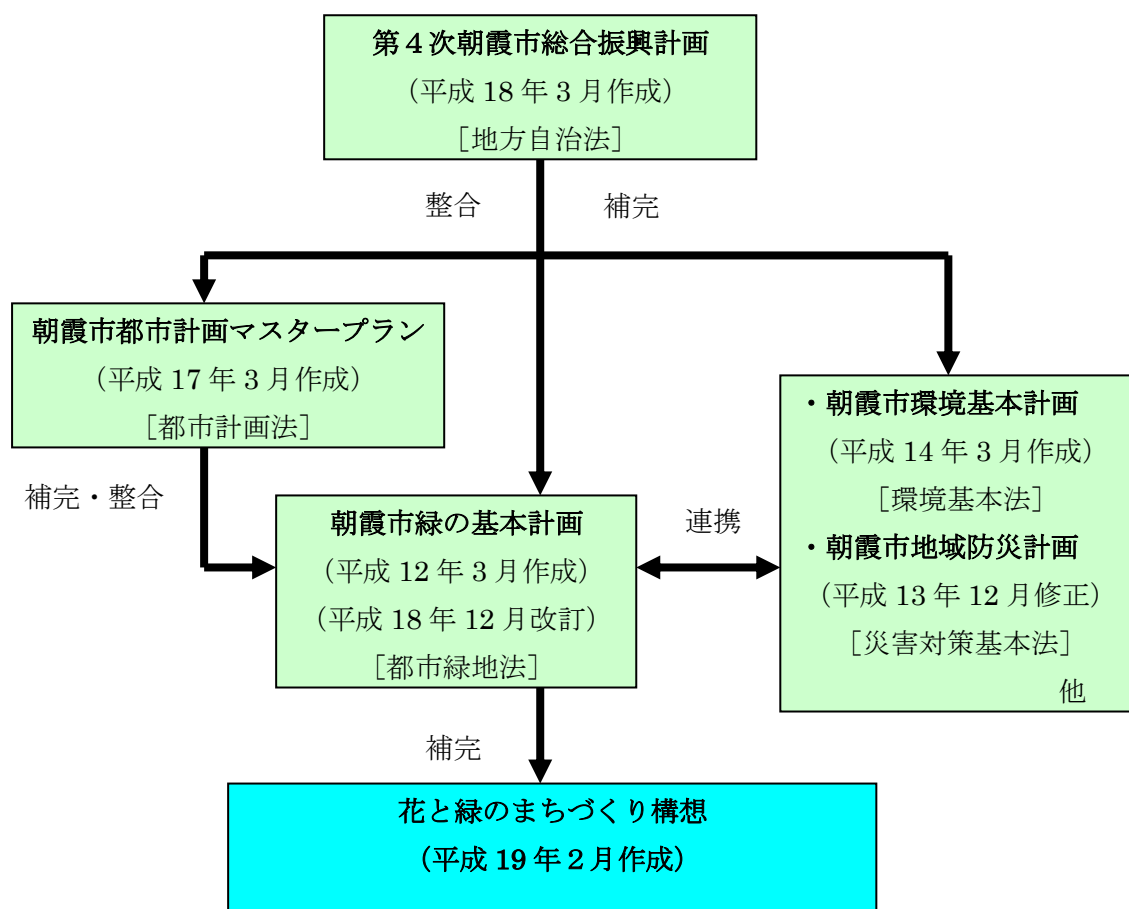 第４次朝霞市総合振興計画
（平成 18 年 3 月作成）
［地方自治法］
整合
補完
朝霞市都市計画マスタープラン
（平成 17 年 3 月作成）
［都市計画法］
・朝霞市環境基本計画
（平成 14 年 3 月作成）
［環境基本法］
・朝霞市地域防災計画
（平成 13 年 12 月修正）
［災害対策基本法］
他
補完・整合
朝霞市緑の基本計画
（平成 12 年 3 月作成）
（平成 18 年 12 月改訂）
［都市緑地法］
連携
補完
花と緑のまちづくり構想
（平成 19 年２月作成）